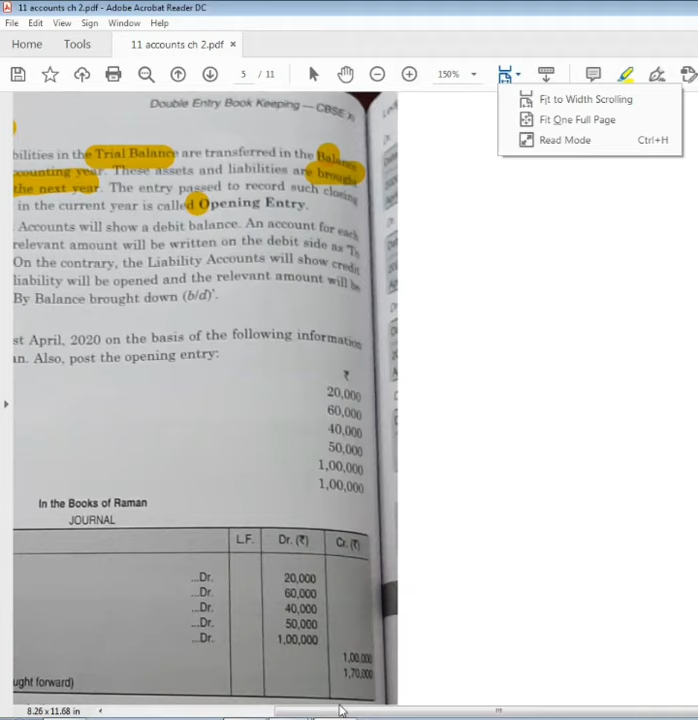 11 accounts ch 2.pdf - Adobe Acrobat Reader DC
File Edit View Sign Window Help
Home Tools 11 accounts ch 2.pdf ×
5 / 11 150%
Fit to Width Scrolling
Fit One Full Page
Read Mode Ctrl+H
Double Entry Book Keeping—CBSE XI
bilities in the Trial Balance are transferred in the Balance
counting year. These assets and liabilities are brought
the next year. The entry passed to record such closing
in the current year is called Opening Entry.
Accounts will show a debit balance. An account for each
relevant amount will be written on the debit side as 'To
On the contrary, the Liability Accounts will show credit
liability will be opened and the relevant amount will be
By Balance brought down (b/d)'.
st April, 2020 on the basis of the following information
an. Also, post the opening entry:
₹
20,000
60,000
40,000
50,000
1,00,000
1,00,000
In the Books of Raman
JOURNAL
L.F. Dr. (₹) Cr. (₹)
...Dr. 20,000
...Dr. 60,000
...Dr. 40,000
...Dr. 50,000
...Dr. 1,00,000
1,00,000
1,70,000
ught forward)
8.26 x 11.68 in